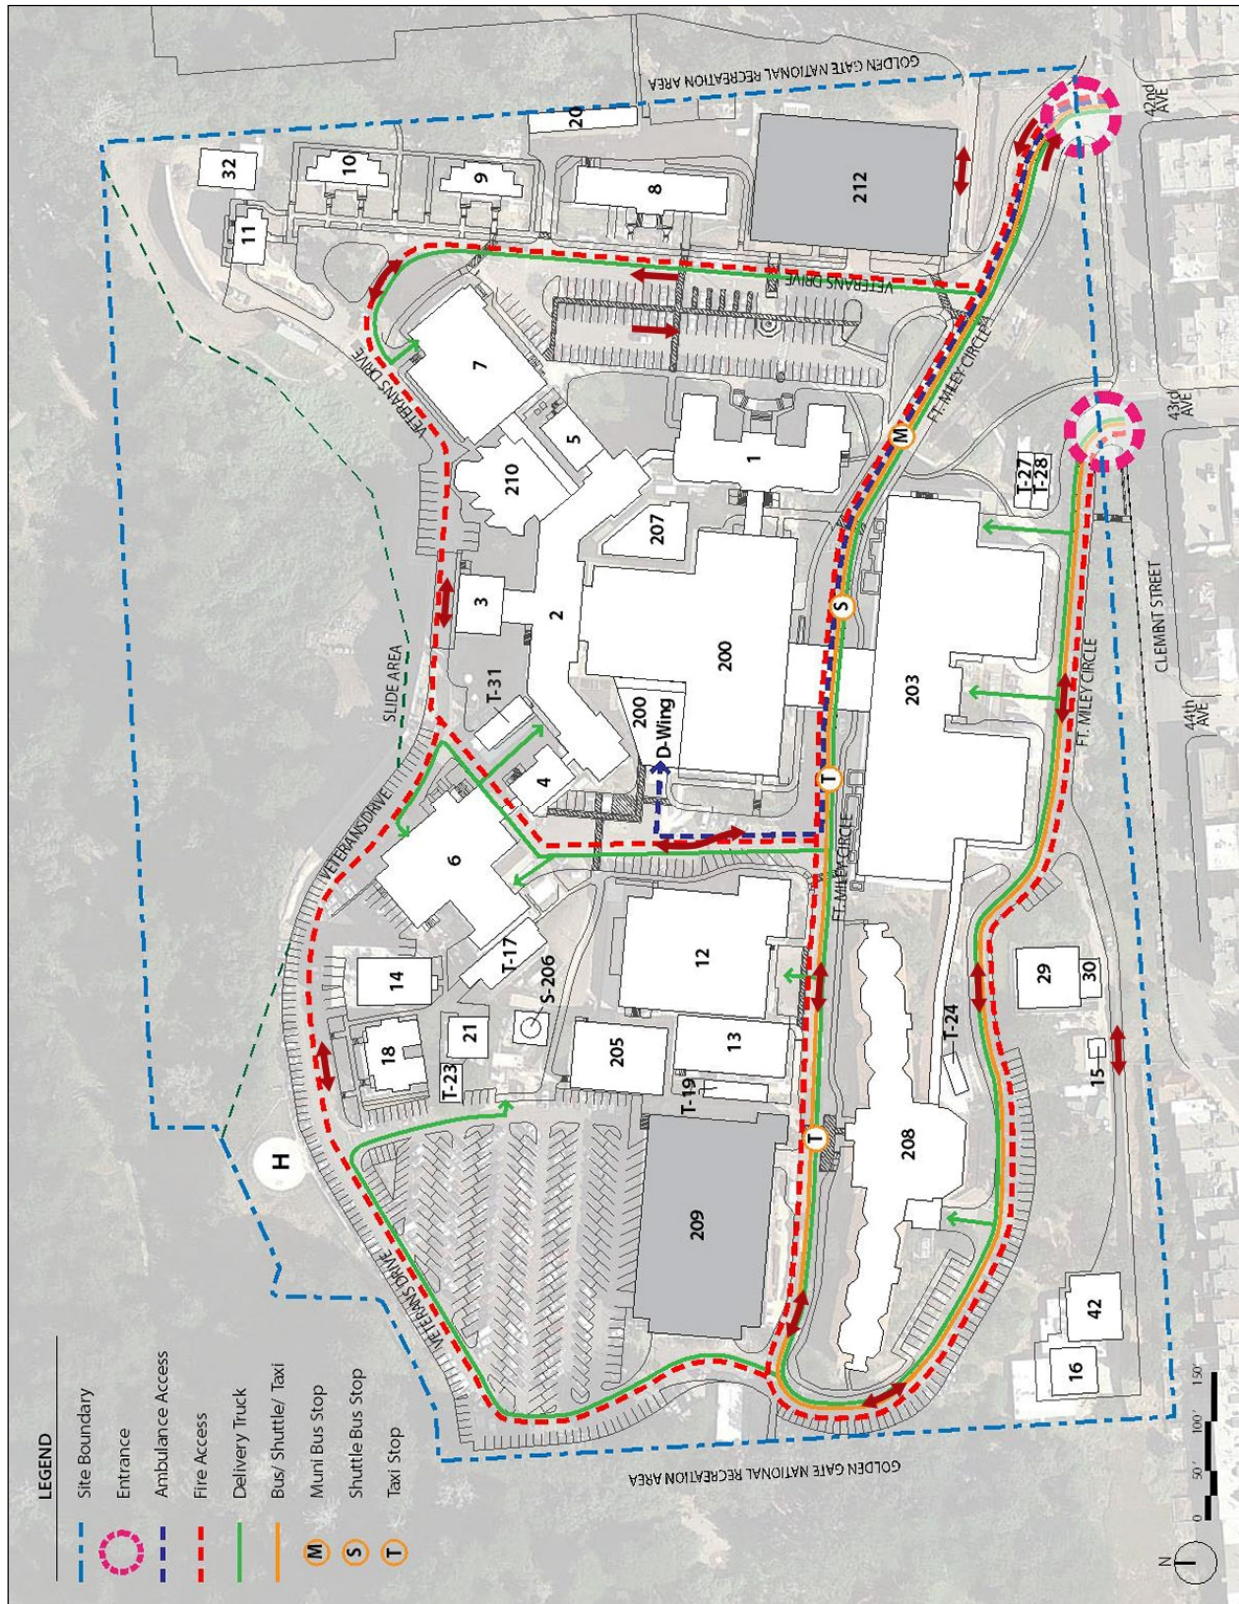 LEGEND
Site Boundary
Entrance
Ambulance Access
Fire Access
Delivery Truck
Bus/ Shuttle/ Taxi
M Muni Bus Stop
S Shuttle Bus Stop
T Taxi Stop
N
0 50' 100' 150'
GOLDEN GATE NATIONAL RECREATION AREA
GOLDEN GATE NATIONAL RECREATION AREA
SLIDE AREA
H
VETERANS DRIVE
VETERANS DRIVE
VETERANS DRIVE
VETERANS DRIVE
FT. MILEY CIRCLE
FT. MILEY CIRCLE
FT. MILEY CIRCLE
CLEMENT STREET
42nd AVE
43rd AVE
44th AVE
32
10
11
9
20
8
212
7
5
210
1
207
3
2
T-31
200
200
D-Wing
4
6
T-17
14
18
21
T-23
S-206
205
12
13
T-19
209
203
T-27
T-28
208
T-24
29
30
15
42
16
M
S
T
T